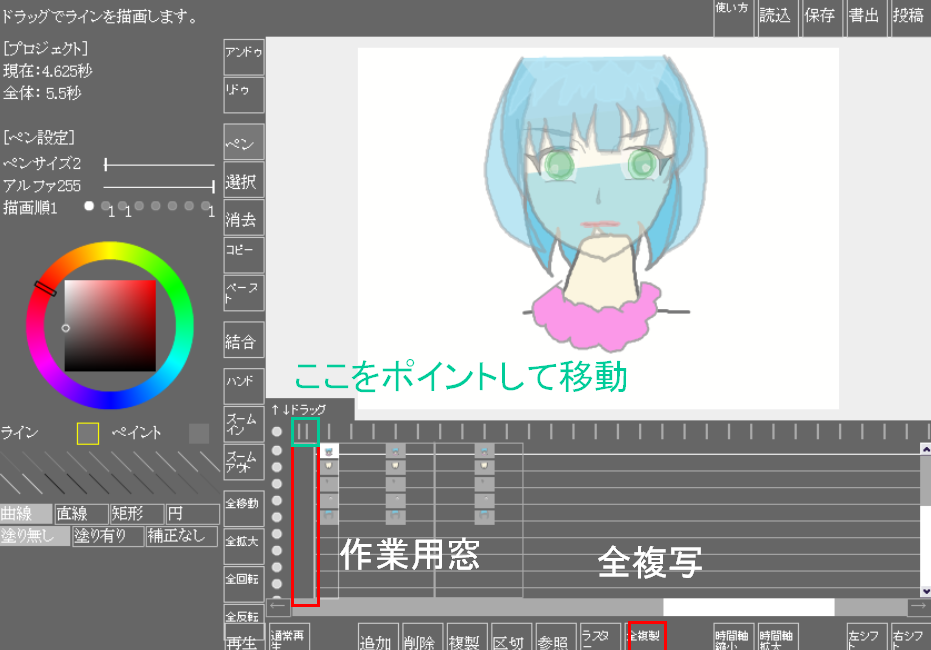 ドラッグでラインを描画します。
使い方
読込
保存
書出
投稿
[プロジェクト]
現在:4.625秒
全体: 5.5秒
[ペン設定]
ペンサイズ2
アルファ255
描画順1
1 1
1
アンドゥ
リドゥ
ペン
選択
消去
コピー
ペースト
結合
ハンド
ズームイン
ズームアウト
全移動
全拡大
全回転
全反転
ライン
ペイント
曲線
直線
矩形
円
塗り無し
塗り有り
補正なし
ここをポイントして移動
↑↓ドラッグ
作業用窓
全複写
再生
通常再生
追加
削除
複製
区切
参照
ラスター
全複製
時間軸縮小
時間軸拡大
左シフト
右シフト